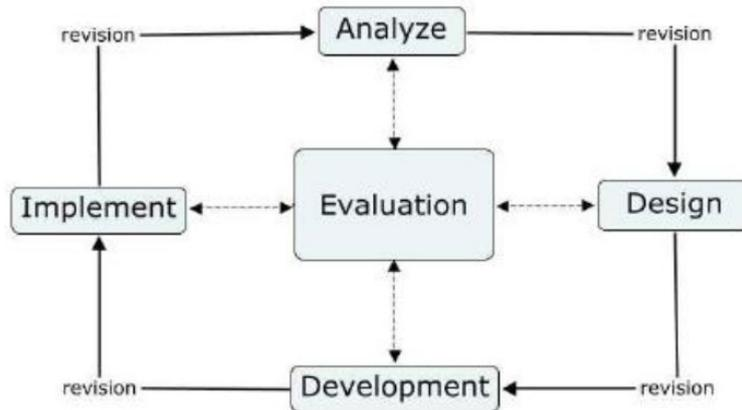 revision
Analyze
revision
Implement
Evaluation
Design
revision
Development
revision